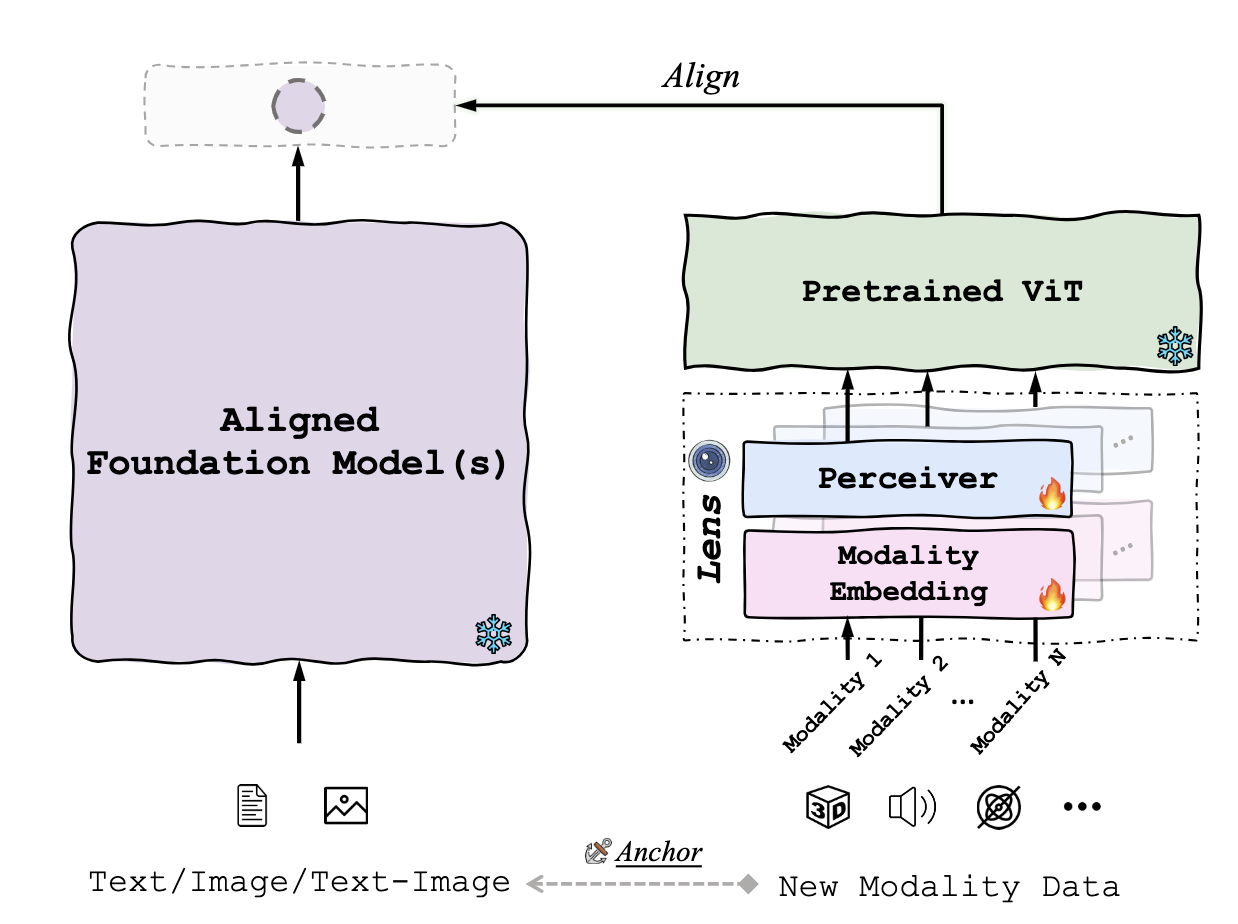 Align
Pretrained ViT
Aligned
Foundation Model(s)
Lens
Perceiver
...
Modality
Embedding
...
Modality 1
Modality 2
...
Modality N
3D
...
Anchor
Text/Image/Text-Image
New Modality Data